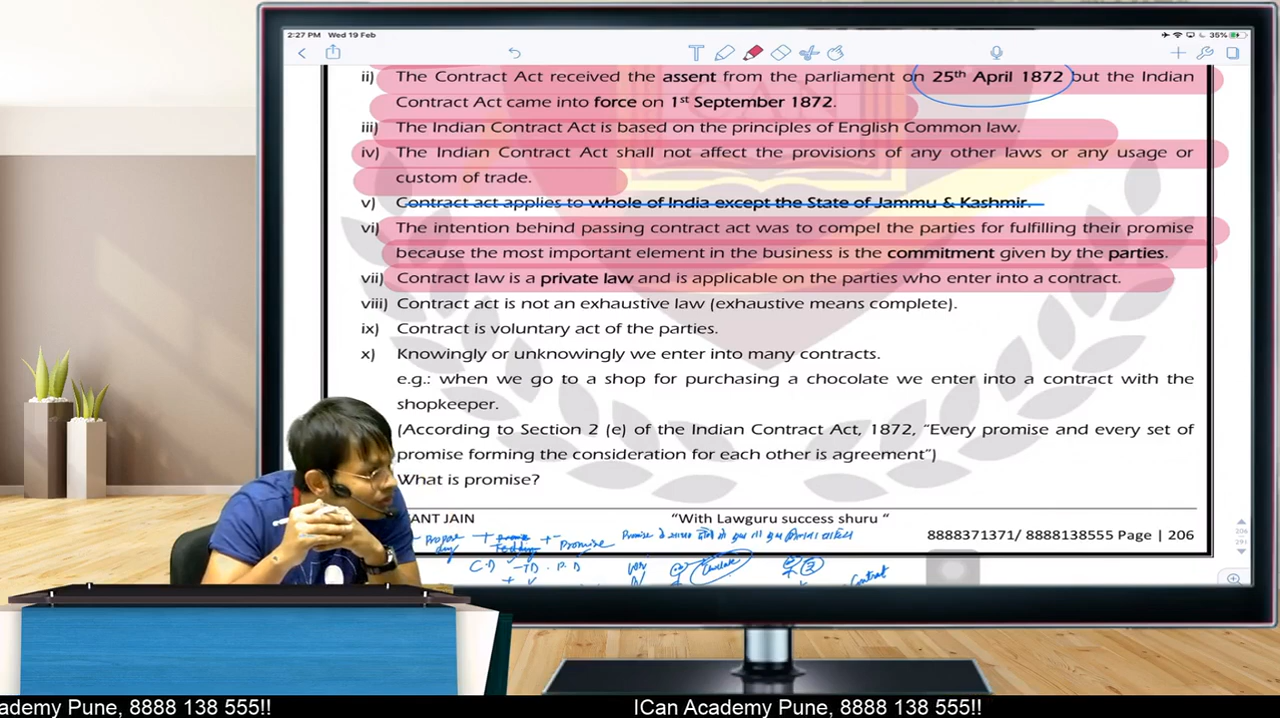 2:27 PM Wed 19 Feb 35%
ii) The Contract Act received the assent from the parliament on 25th April 1872 but the Indian
Contract Act came into force on 1st September 1872.
iii) The Indian Contract Act is based on the principles of English Common law.
iv) The Indian Contract Act shall not affect the provisions of any other laws or any usage or
custom of trade.
v) Contract act applies to whole of India except the State of Jammu & Kashmir.
vi) The intention behind passing contract act was to compel the parties for fulfilling their promise
because the most important element in the business is the commitment given by the parties.
vii) Contract law is a private law and is applicable on the parties who enter into a contract.
viii) Contract act is not an exhaustive law (exhaustive means complete).
ix) Contract is voluntary act of the parties.
x) Knowingly or unknowingly we enter into many contracts.
e.g.: when we go to a shop for purchasing a chocolate we enter into a contract with the
shopkeeper.
(According to Section 2 (e) of the Indian Contract Act, 1872, “Every promise and every set of
promise forming the consideration for each other is agreement”)
What is promise?
ANT JAIN "With Lawguru success shuru " 8888371371/ 8888138555 Page | 206
206
291
Promise
Contract
ademy Pune, 8888 138 555!! ICan Academy Pune, 8888 138 555!!